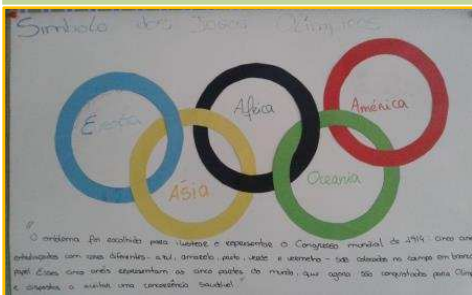 Símbolo dos Jogos Olímpicos
Europa
África
América
Ásia
Oceania
"O emblema foi escolhido para ilustrar e representar o Congresso mundial de 1914: cinco anéis
entrelaçados com cores diferentes - azul, amarelo, preto, verde e vermelho - são colocados no campo em branco
papel. Esses cinco anéis representam as cinco partes do mundo, que agora são conquistadas para
e dispostas a aceitar uma concorrência saudável